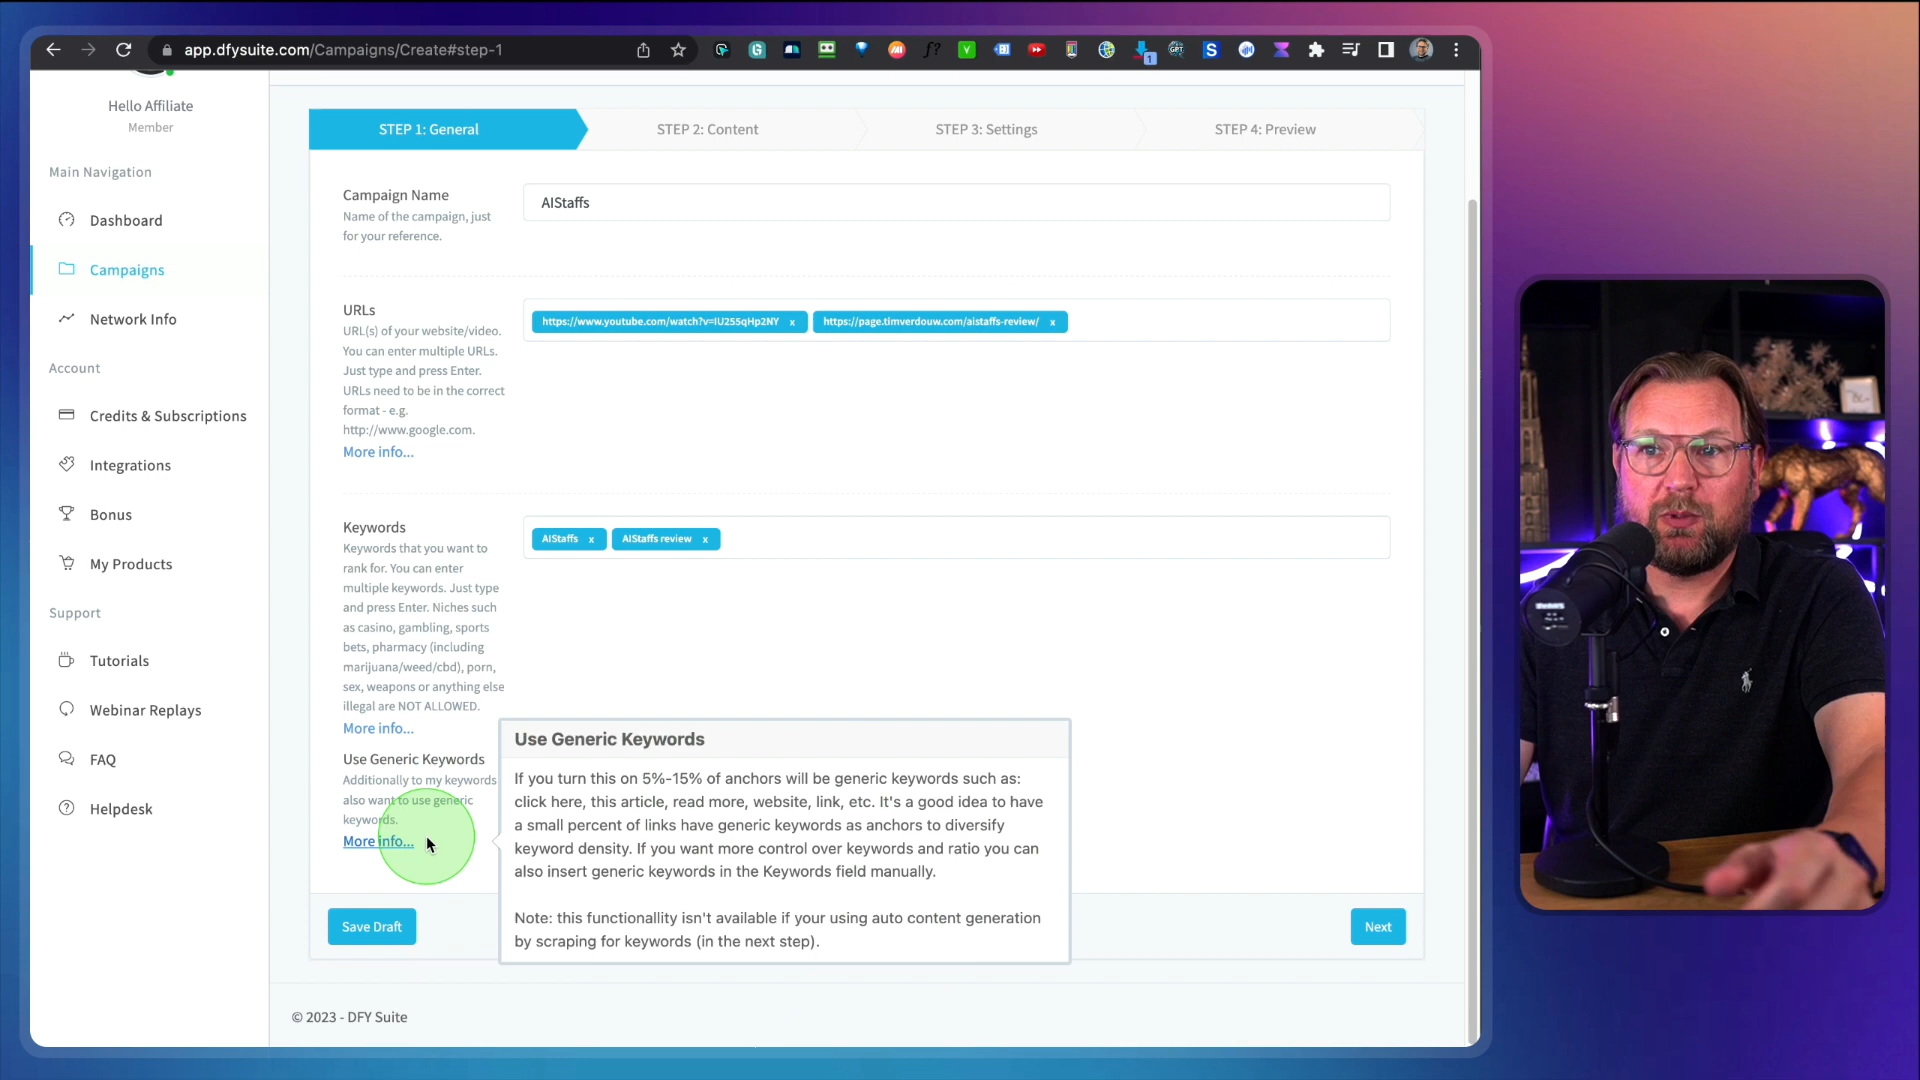 app.dfysuite.com/Campaigns/Create#step-1
Hello Affiliate
Member
Main Navigation
Dashboard
Campaigns
Network Info
Account
Credits & Subscriptions
Integrations
Bonus
My Products
Support
Tutorials
Webinar Replays
FAQ
Helpdesk
STEP 1: General
STEP 2: Content
STEP 3: Settings
STEP 4: Preview
Campaign Name
Name of the campaign, just
for your reference.
AIStaffs
URLs
URL(s) of your website/video.
You can enter multiple URLs.
Just type and press Enter.
URLs need to be in the correct
format - e.g.
http://www.google.com.
More info...
https://www.youtube.com/watch?v=IU255qHp2NY x
https://page.timverdouw.com/aistaffs-review/ x
Keywords
Keywords that you want to
rank for. You can enter
multiple keywords. Just type
and press Enter. Niches such
as casino, gambling, sports
bets, pharmacy (including
marijuana/weed/cbd), porn,
sex, weapons or anything else
illegal are NOT ALLOWED.
More info...
AIStaffs x
AIStaffs review x
Use Generic Keywords
Additionally to my keywords
also want to use generic
keywords.
More info...
Use Generic Keywords
If you turn this on 5%-15% of anchors will be generic keywords such as:
click here, this article, read more, website, link, etc. It's a good idea to have
a small percent of links have generic keywords as anchors to diversify
keyword density. If you want more control over keywords and ratio you can
also insert generic keywords in the Keywords field manually.
Note: this functionallity isn't available if your using auto content generation
by scraping for keywords (in the next step).
Save Draft
Next
© 2023 - DFY Suite